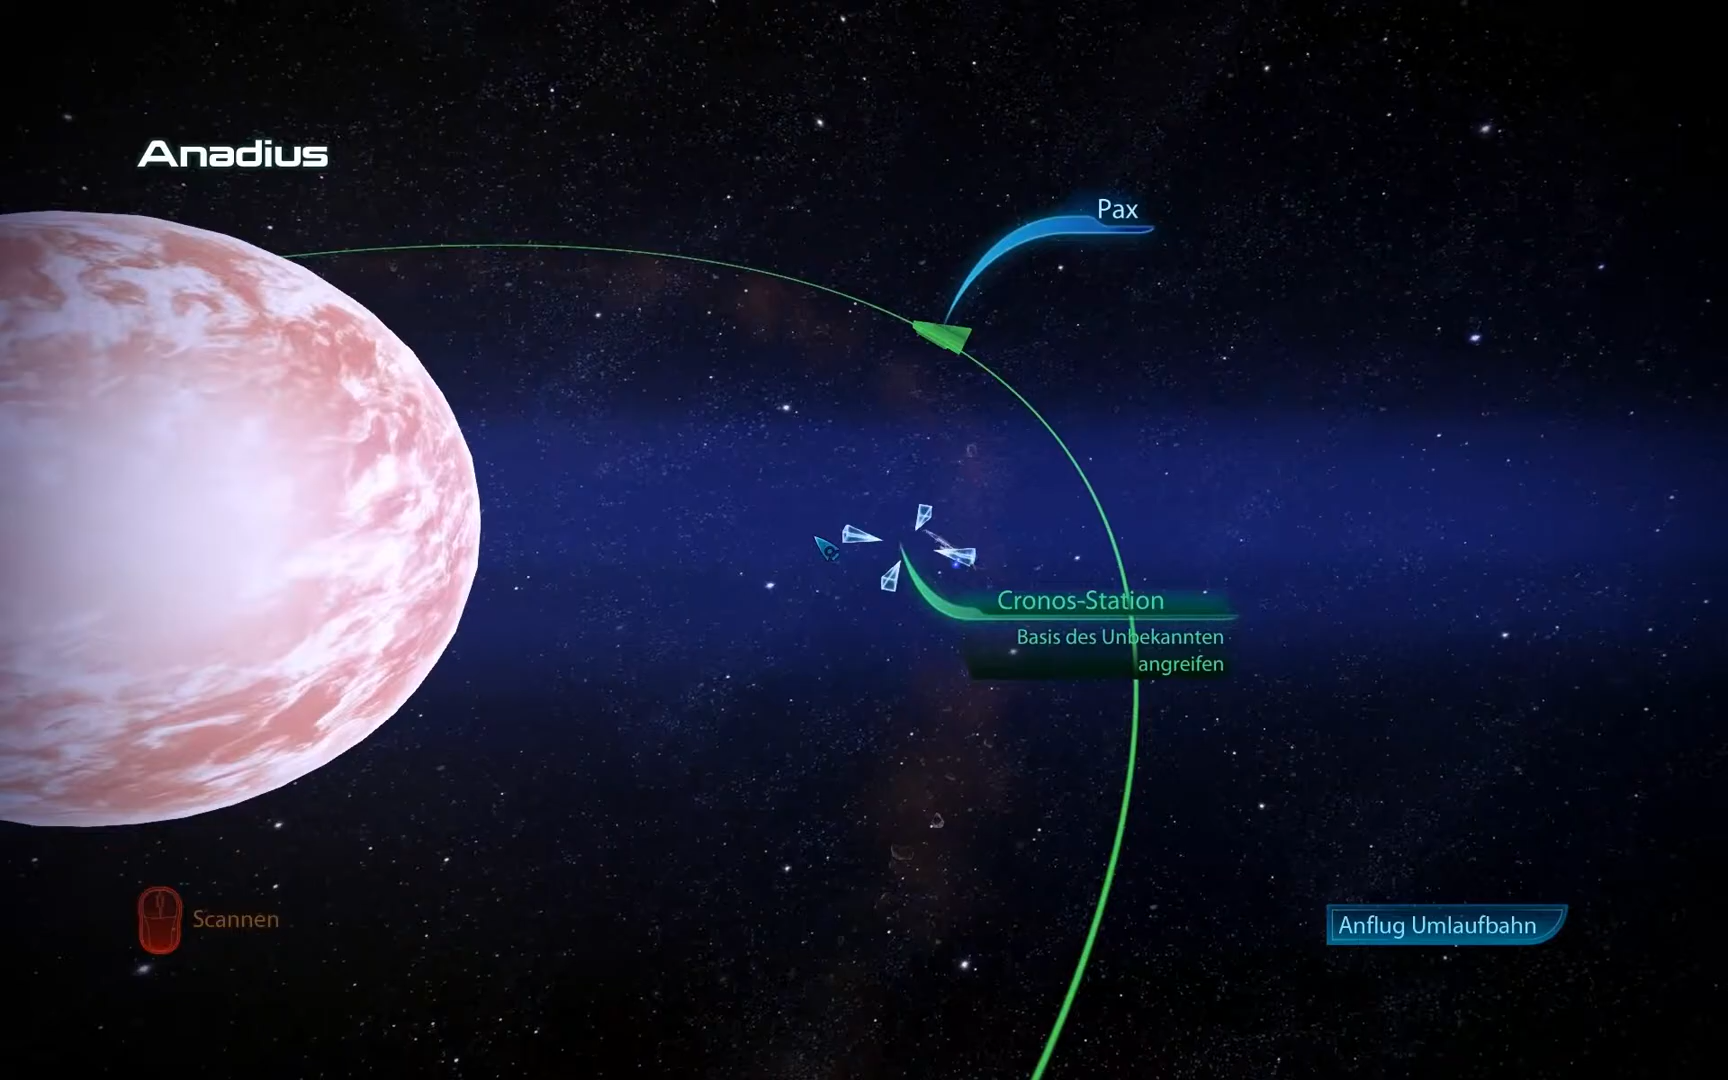 Anadius
Pax
Cronos-Station
Basis des Unbekannten
angreifen
Scannen
Anflug Umlaufbahn